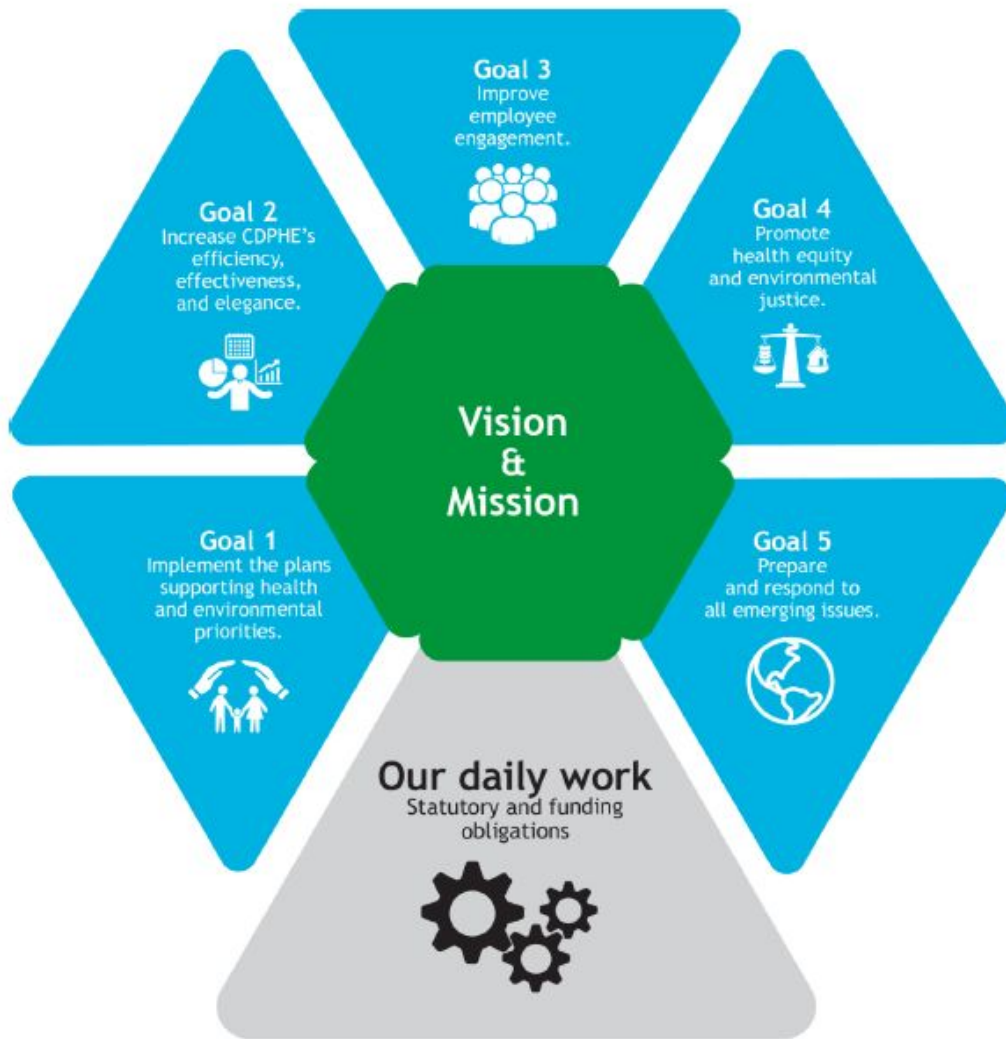 Goal 3
Improve
employee
engagement.
Goal 2
Increase CDPHE’s
efficiency,
effectiveness,
and elegance.
Goal 4
Promote
health equity
and environmental
justice.
Vision
&
Mission
Goal 1
Implement the plans
supporting health
and environmental
priorities.
Goal 5
Prepare
and respond to
all emerging issues.
Our daily work
Statutory and funding
obligations